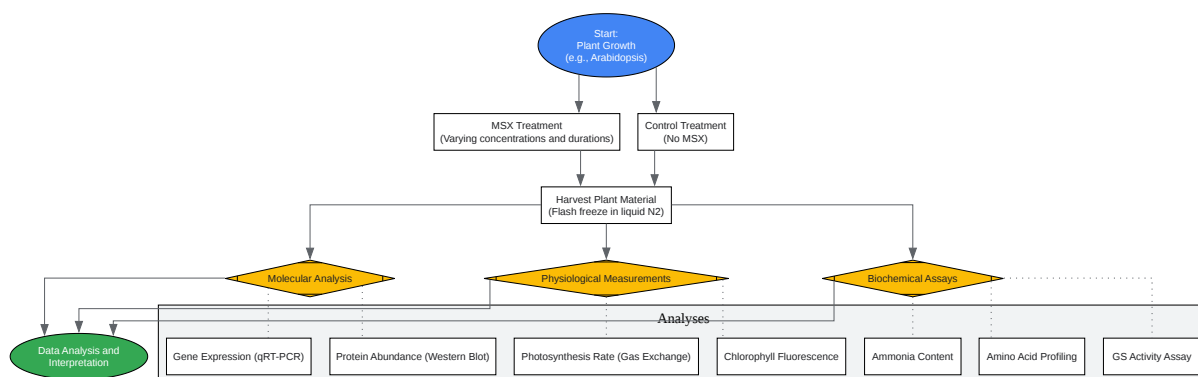 Start:
Plant Growth
(e.g., Arabidopsis)
MSX Treatment
(Varying concentrations and durations)
Control Treatment
(No MSX)
Harvest Plant Material
(Flash freeze in liquid N2)
Molecular Analysis
Physiological Measurements
Biochemical Assays
Analyses
Data Analysis and
Interpretation
Gene Expression (qRT-PCR)
Protein Abundance (Western Blot)
Photosynthesis Rate (Gas Exchange)
Chlorophyll Fluorescence
Ammonia Content
Amino Acid Profiling
GS Activity Assay